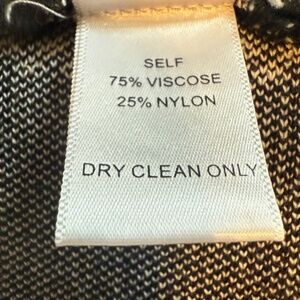 SELF
75% VISCOSE
25% NYLON
DRY CLEAN ONLY